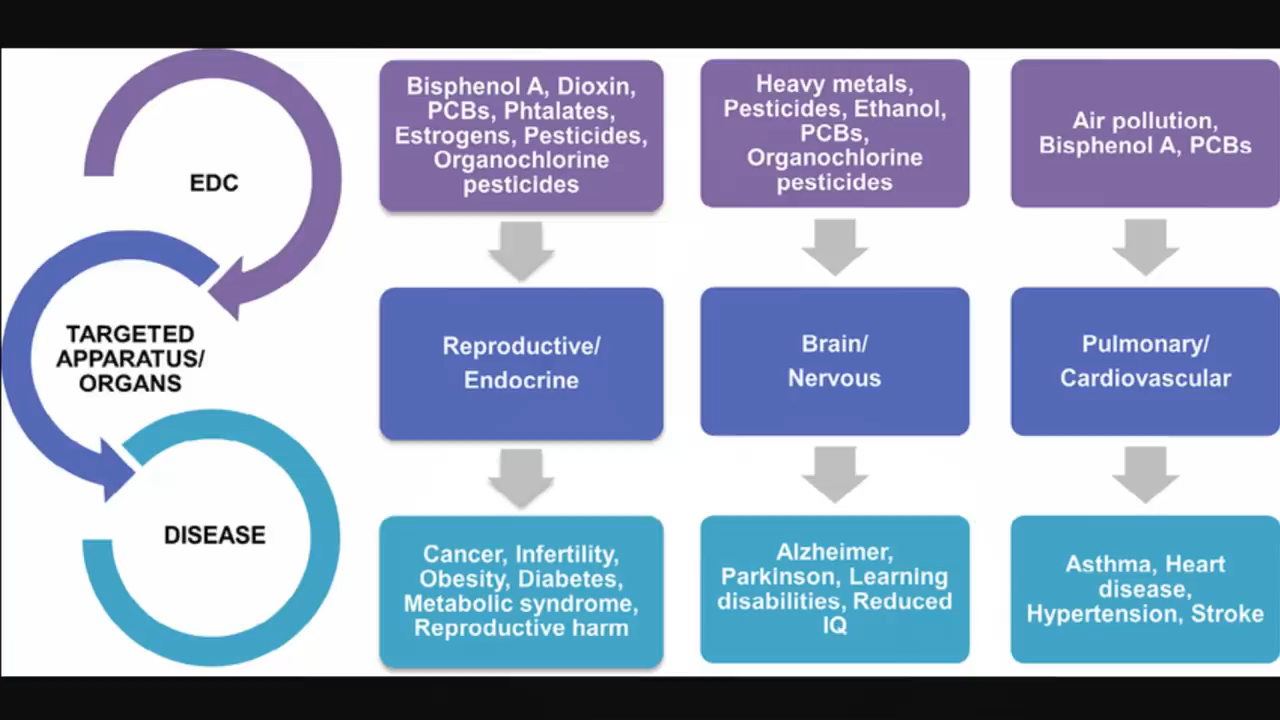 EDC
Bisphenol A, Dioxin,
PCBs, Phtalates,
Estrogens, Pesticides,
Organochlorine
pesticides
Heavy metals,
Pesticides, Ethanol,
PCBs,
Organochlorine
pesticides
Air pollution,
Bisphenol A, PCBs
TARGETED
APPARATUS/
ORGANS
Reproductive/
Endocrine
Brain/
Nervous
Pulmonary/
Cardiovascular
DISEASE
Cancer, Infertility,
Obesity, Diabetes,
Metabolic syndrome,
Reproductive harm
Alzheimer,
Parkinson, Learning
disabilities, Reduced
IQ
Asthma, Heart
disease,
Hypertension, Stroke